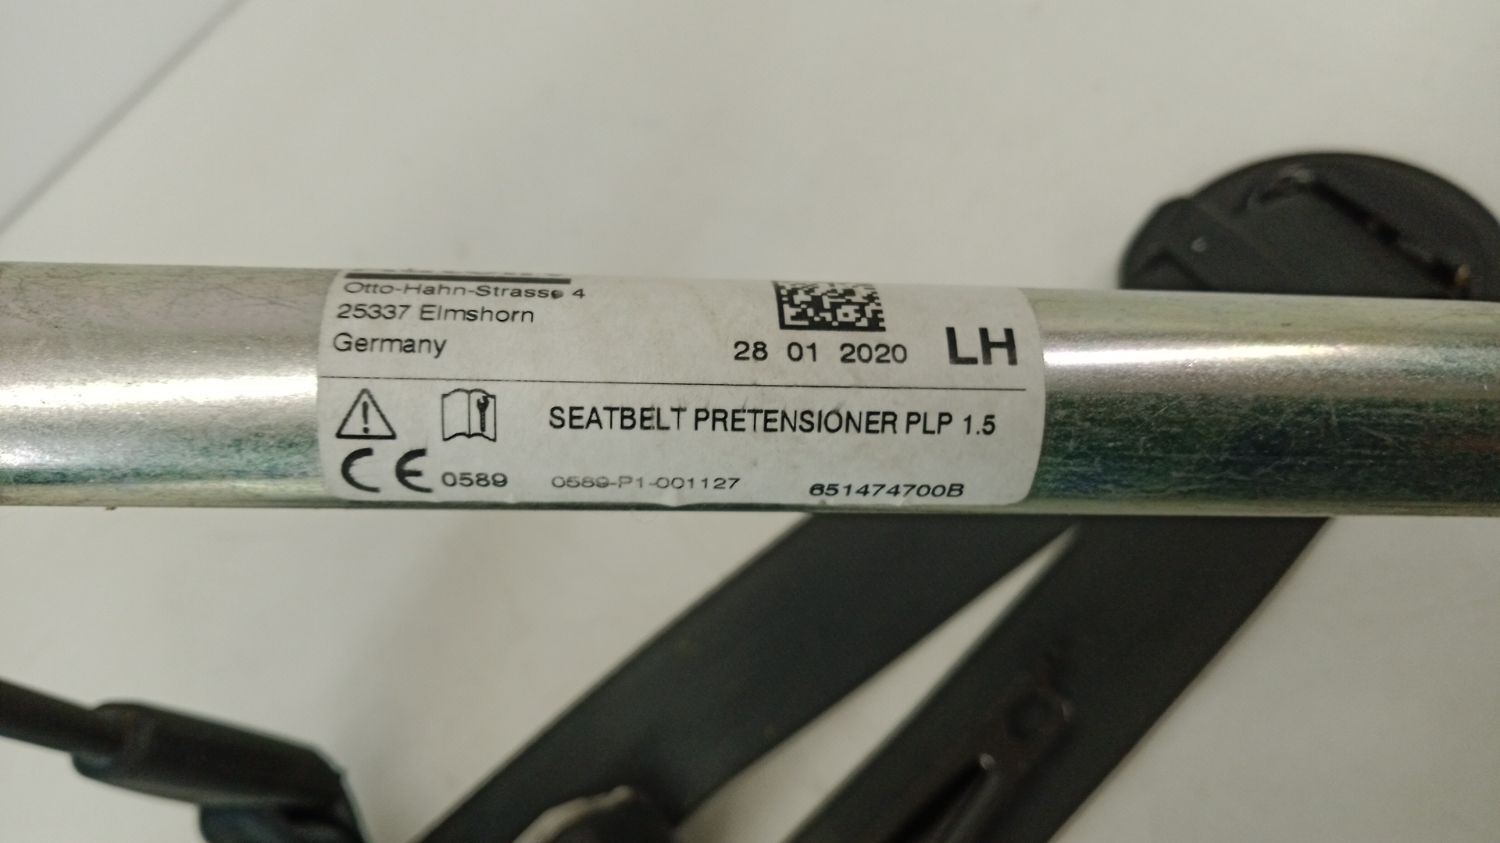 Otto-Hahn-Strasse 4
25337 Elmshorn
Germany
28 01 2020
LH
SEATBELT PRETENSIONER PLP 1.5
CE 0589
0589-P1-001127
651474700B